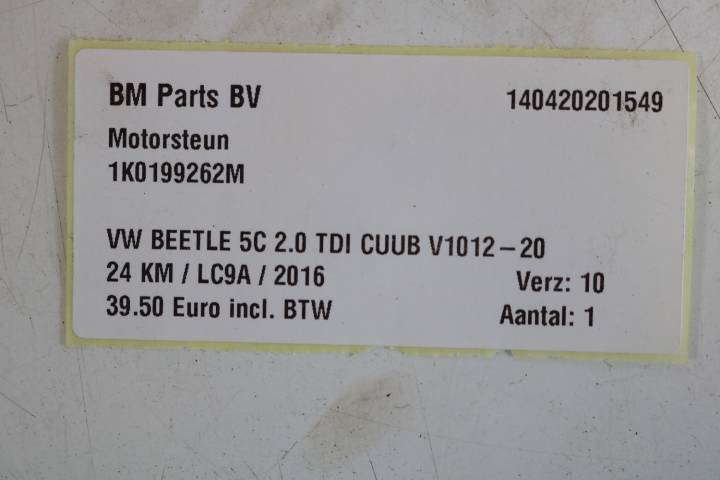 BM Parts BV 140420201549
Motorsteun
1K0199262M
VW BEETLE 5C 2.0 TDI CUUB V1012-20
24 KM / LC9A / 2016 Verz: 10
39.50 Euro incl. BTW Aantal: 1